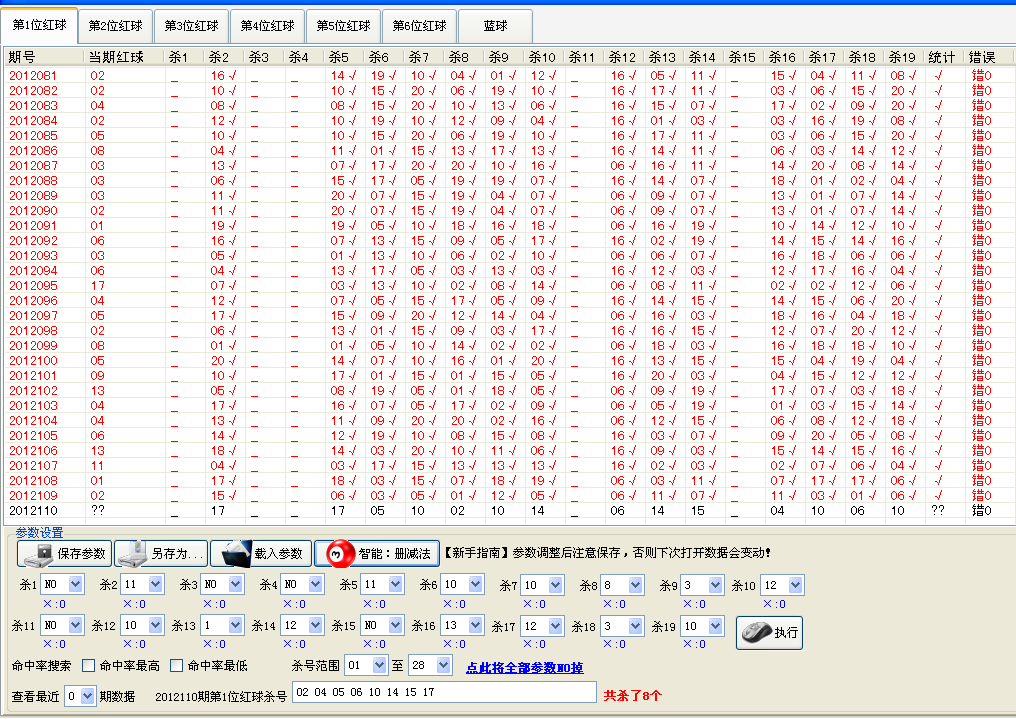 第1位红球 第2位红球 第3位红球 第4位红球 第5位红球 第6位红球 蓝球
期号 当期红球 杀1 杀2 杀3 杀4 杀5 杀6 杀7 杀8 杀9 杀10 杀11 杀12 杀13 杀14 杀15 杀16 杀17 杀18 杀19 统计 错误
2012081 02 _ 16 √ _ _ 14 √ 19 √ 10 √ 04 √ 01 √ 12 √ _ 16 √ 05 √ 11 √ _ 15 √ 04 √ 11 √ 08 √ √ 错0
2012082 02 _ 10 √ _ _ 10 √ 15 √ 20 √ 06 √ 19 √ 10 √ _ 16 √ 17 √ 11 √ _ 03 √ 06 √ 15 √ 20 √ √ 错0
2012083 04 _ 08 √ _ _ 08 √ 15 √ 20 √ 10 √ 13 √ 06 √ _ 16 √ 15 √ 07 √ _ 17 √ 02 √ 09 √ 20 √ √ 错0
2012084 02 _ 12 √ _ _ 10 √ 19 √ 10 √ 12 √ 09 √ 04 √ _ 16 √ 01 √ 03 √ _ 03 √ 16 √ 19 √ 08 √ √ 错0
2012085 05 _ 10 √ _ _ 10 √ 15 √ 20 √ 06 √ 19 √ 10 √ _ 16 √ 17 √ 11 √ _ 03 √ 06 √ 15 √ 20 √ √ 错0
2012086 08 _ 04 √ _ _ 11 √ 01 √ 15 √ 13 √ 17 √ 13 √ _ 16 √ 14 √ 11 √ _ 06 √ 03 √ 14 √ 12 √ √ 错0
2012087 03 _ 13 √ _ _ 07 √ 17 √ 20 √ 20 √ 10 √ 16 √ _ 06 √ 16 √ 11 √ _ 14 √ 20 √ 08 √ 14 √ √ 错0
2012088 03 _ 06 √ _ _ 15 √ 17 √ 05 √ 19 √ 19 √ 07 √ _ 16 √ 14 √ 07 √ _ 18 √ 01 √ 02 √ 04 √ √ 错0
2012089 03 _ 11 √ _ _ 20 √ 07 √ 15 √ 19 √ 04 √ 07 √ _ 06 √ 09 √ 07 √ _ 13 √ 01 √ 07 √ 14 √ √ 错0
2012090 02 _ 11 √ _ _ 20 √ 07 √ 15 √ 19 √ 04 √ 07 √ _ 06 √ 09 √ 07 √ _ 13 √ 01 √ 07 √ 14 √ √ 错0
2012091 01 _ 19 √ _ _ 19 √ 05 √ 10 √ 18 √ 16 √ 18 √ _ 06 √ 16 √ 19 √ _ 10 √ 14 √ 12 √ 10 √ √ 错0
2012092 06 _ 16 √ _ _ 07 √ 13 √ 15 √ 09 √ 05 √ 17 √ _ 16 √ 02 √ 19 √ _ 14 √ 15 √ 14 √ 16 √ √ 错0
2012093 03 _ 05 √ _ _ 01 √ 13 √ 10 √ 06 √ 02 √ 10 √ _ 06 √ 06 √ 07 √ _ 16 √ 18 √ 06 √ 06 √ √ 错0
2012094 06 _ 04 √ _ _ 13 √ 17 √ 05 √ 03 √ 13 √ 03 √ _ 16 √ 12 √ 03 √ _ 12 √ 17 √ 16 √ 04 √ √ 错0
2012095 17 _ 07 √ _ _ 03 √ 13 √ 10 √ 02 √ 08 √ 14 √ _ 06 √ 08 √ 11 √ _ 02 √ 02 √ 12 √ 06 √ √ 错0
2012096 04 _ 12 √ _ _ 07 √ 05 √ 15 √ 17 √ 05 √ 09 √ _ 16 √ 14 √ 15 √ _ 14 √ 15 √ 06 √ 20 √ √ 错0
2012097 05 _ 17 √ _ _ 15 √ 09 √ 20 √ 12 √ 14 √ 04 √ _ 06 √ 16 √ 03 √ _ 18 √ 16 √ 04 √ 18 √ √ 错0
2012098 02 _ 06 √ _ _ 13 √ 01 √ 15 √ 09 √ 03 √ 17 √ _ 16 √ 16 √ 15 √ _ 12 √ 07 √ 20 √ 12 √ √ 错0
2012099 08 _ 01 √ _ _ 01 √ 05 √ 10 √ 14 √ 02 √ 02 √ _ 06 √ 18 √ 03 √ _ 16 √ 18 √ 18 √ 10 √ √ 错0
2012100 05 _ 20 √ _ _ 14 √ 07 √ 10 √ 16 √ 01 √ 20 √ _ 16 √ 13 √ 15 √ _ 15 √ 04 √ 19 √ 04 √ √ 错0
2012101 09 _ 10 √ _ _ 17 √ 01 √ 15 √ 01 √ 15 √ 05 √ _ 16 √ 20 √ 03 √ _ 04 √ 15 √ 12 √ 12 √ √ 错0
2012102 13 _ 05 √ _ _ 08 √ 19 √ 05 √ 01 √ 18 √ 05 √ _ 06 √ 09 √ 19 √ _ 17 √ 07 √ 03 √ 18 √ √ 错0
2012103 04 _ 17 √ _ _ 16 √ 07 √ 05 √ 17 √ 02 √ 09 √ _ 06 √ 05 √ 19 √ _ 01 √ 03 √ 15 √ 14 √ √ 错0
2012104 04 _ 13 √ _ _ 11 √ 09 √ 20 √ 20 √ 02 √ 16 √ _ 06 √ 12 √ 15 √ _ 06 √ 08 √ 12 √ 18 √ √ 错0
2012105 06 _ 14 √ _ _ 12 √ 19 √ 10 √ 08 √ 15 √ 08 √ _ 16 √ 03 √ 07 √ _ 09 √ 20 √ 05 √ 08 √ √ 错0
2012106 13 _ 18 √ _ _ 14 √ 03 √ 20 √ 10 √ 11 √ 06 √ _ 16 √ 09 √ 03 √ _ 15 √ 14 √ 15 √ 16 √ √ 错0
2012107 11 _ 04 √ _ _ 03 √ 17 √ 15 √ 13 √ 13 √ 13 √ _ 16 √ 02 √ 03 √ _ 02 √ 07 √ 06 √ 04 √ √ 错0
2012108 01 _ 17 √ _ _ 18 √ 03 √ 15 √ 07 √ 18 √ 19 √ _ 06 √ 03 √ 11 √ _ 07 √ 17 √ 17 √ 06 √ √ 错0
2012109 02 _ 15 √ _ _ 06 √ 03 √ 05 √ 01 √ 12 √ 05 √ _ 06 √ 11 √ 07 √ _ 11 √ 03 √ 01 √ 06 √ √ 错0
2012110 ?? _ 17 _ _ 17 05 10 02 10 14 _ 06 14 15 _ 04 10 06 10 ?? 错0
参数设置
保存参数 另存为... 载入参数 智能：删减法 【新手指南】参数调整后注意保存，否则下次打开数据会变动！
杀1 NO 杀2 11 杀3 NO 杀4 NO 杀5 11 杀6 10 杀7 10 杀8 8 杀9 3 杀10 12
×:0 ×:0 ×:0 ×:0 ×:0 ×:0 ×:0 ×:0 ×:0 ×:0
杀11 NO 杀12 10 杀13 1 杀14 12 杀15 NO 杀16 13 杀17 12 杀18 3 杀19 10 执行
×:0 ×:0 ×:0 ×:0 ×:0 ×:0 ×:0 ×:0 ×:0
命中率搜索 命中率最高 命中率最低 杀号范围 01 至 28 点此将全部参数NO掉
查看最近 0 期数据 2012110期第1位红球杀号 02 04 05 06 10 14 15 17 共杀了8个